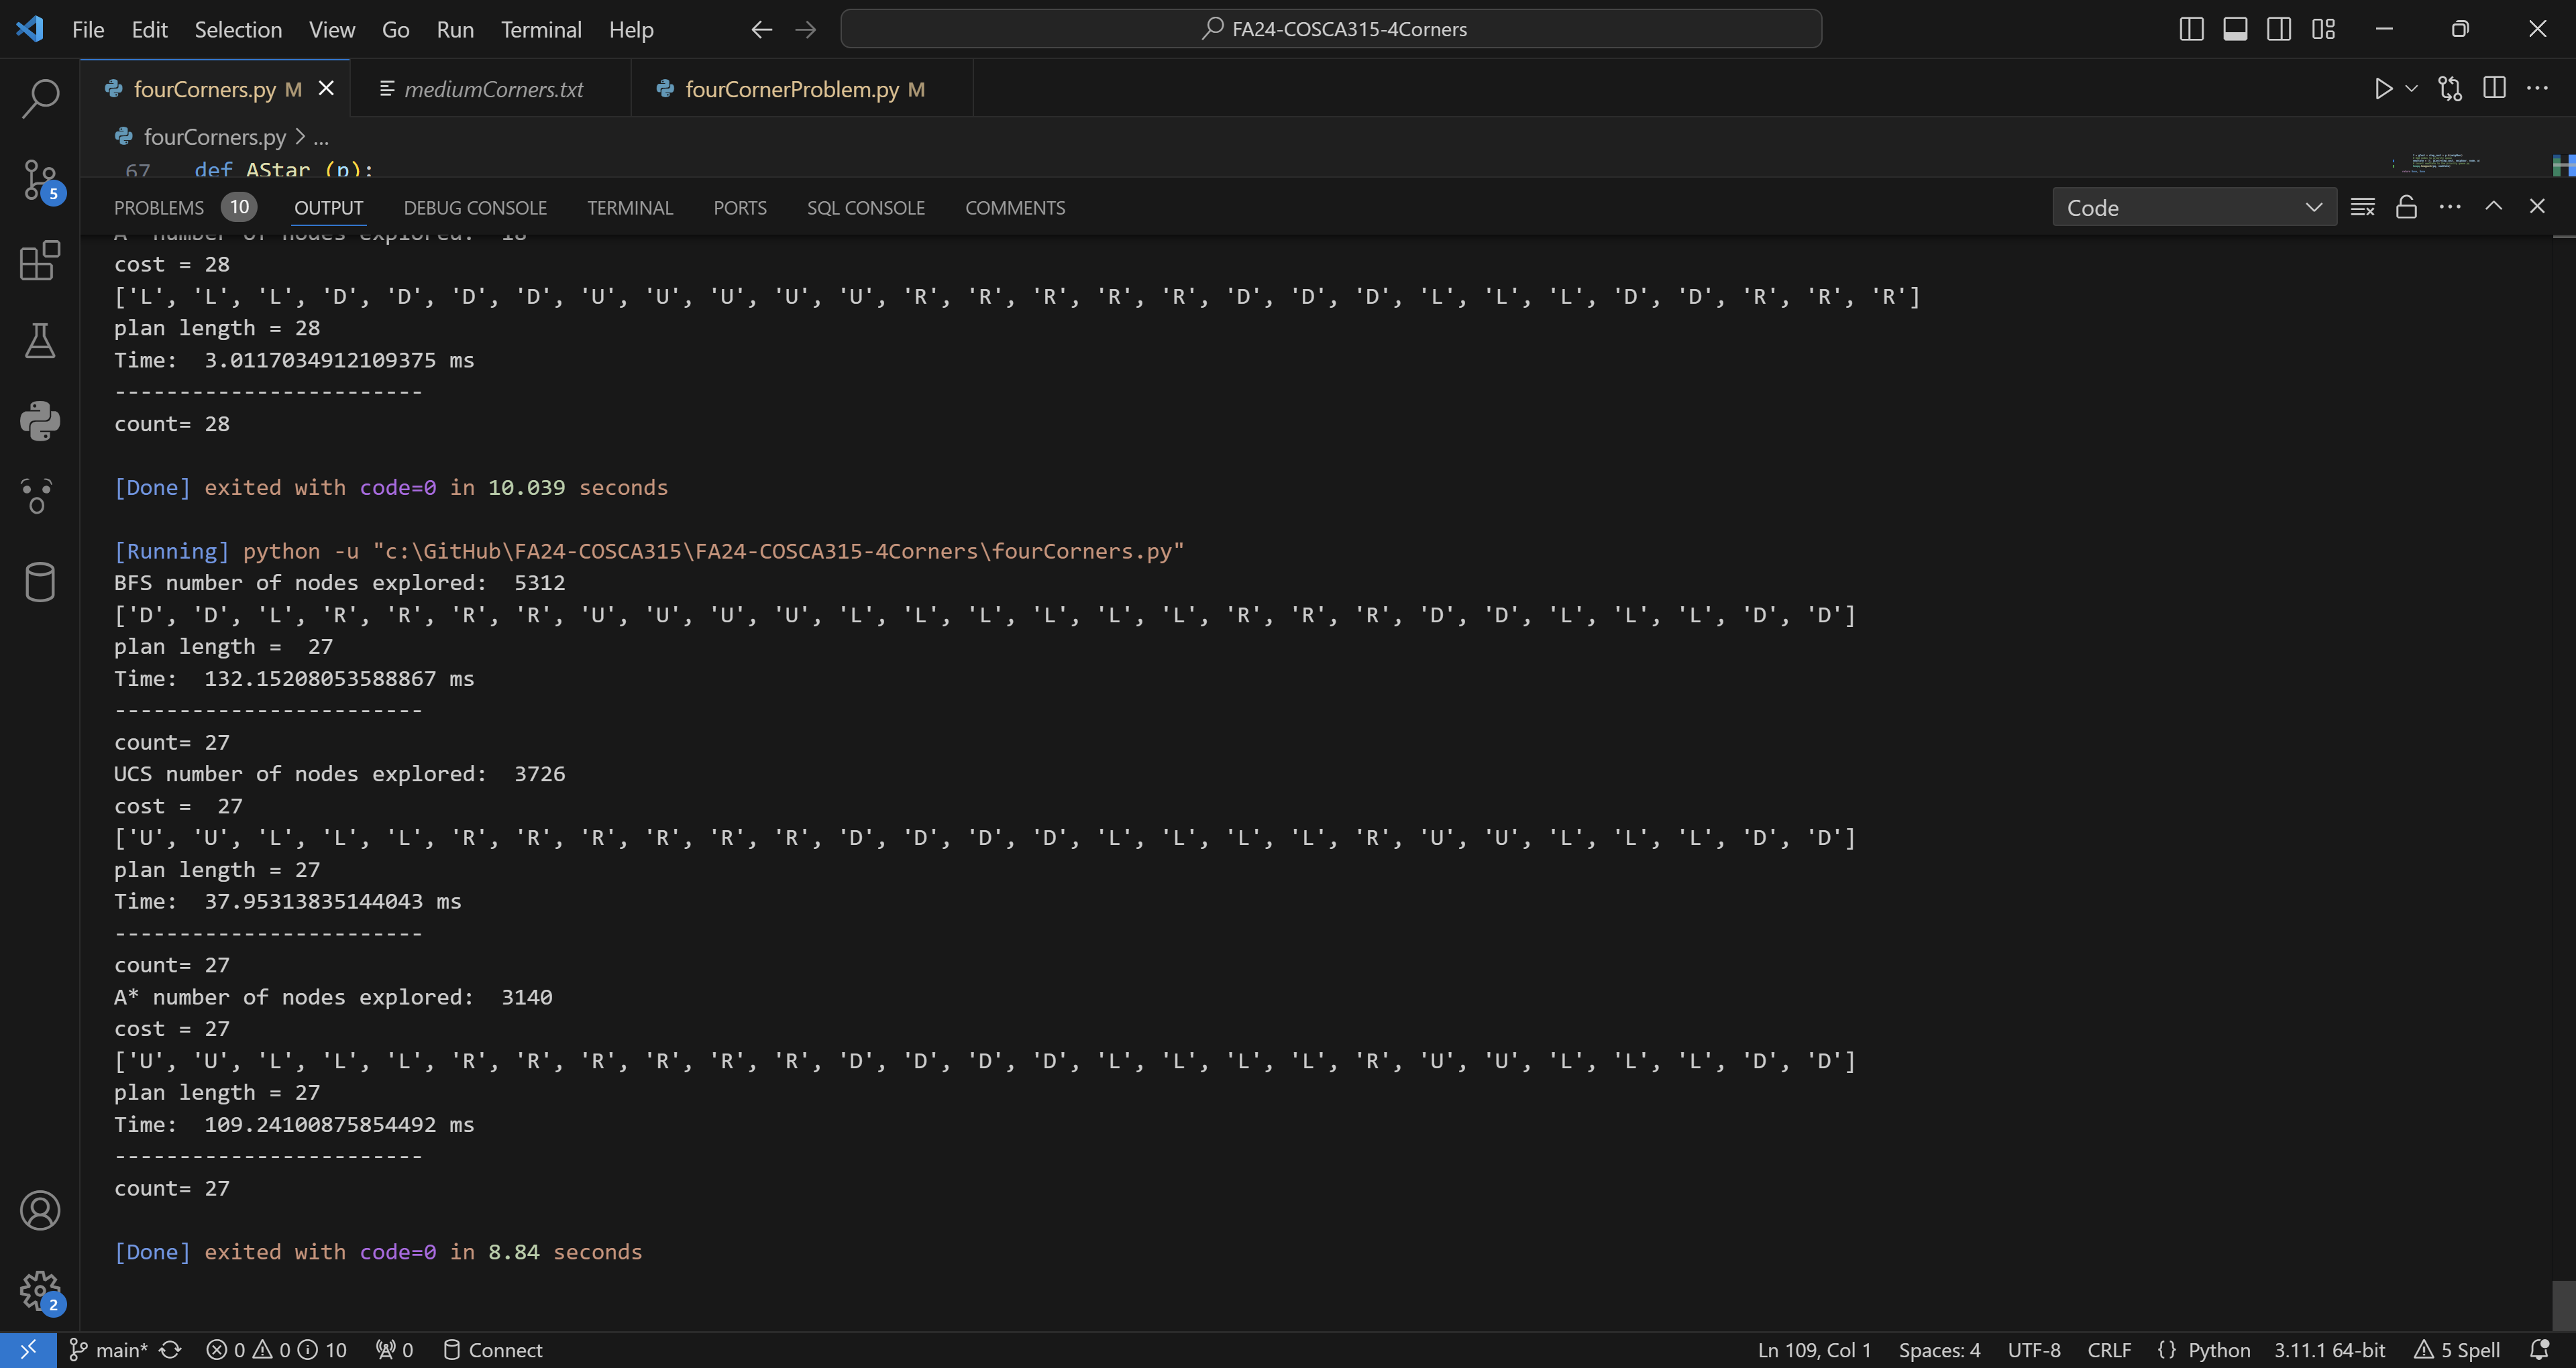 File Edit Selection View Go Run Terminal Help FA24-COSCA315-4Corners
fourCorners.py M mediumCorners.txt fourCornerProblem.py M
fourCorners.py > ...
67 def AStar (p):
PROBLEMS 10 OUTPUT DEBUG CONSOLE TERMINAL PORTS SQL CONSOLE COMMENTS Code
A* number of nodes explored:  18
cost = 28
['L', 'L', 'L', 'D', 'D', 'D', 'D', 'U', 'U', 'U', 'U', 'U', 'R', 'R', 'R', 'R', 'R', 'D', 'D', 'D', 'L', 'L', 'L', 'D', 'D', 'R', 'R', 'R']
plan length = 28
Time:  3.0117034912109375 ms
------------------------
count= 28
[Done] exited with code=0 in 10.039 seconds
[Running] python -u "c:\GitHub\FA24-COSCA315\FA24-COSCA315-4Corners\fourCorners.py"
BFS number of nodes explored:  5312
['D', 'D', 'L', 'R', 'R', 'R', 'R', 'U', 'U', 'U', 'U', 'L', 'L', 'L', 'L', 'L', 'L', 'R', 'R', 'R', 'D', 'D', 'L', 'L', 'L', 'D', 'D']
plan length =  27
Time:  132.15208053588867 ms
------------------------
count= 27
UCS number of nodes explored:  3726
cost =  27
['U', 'U', 'L', 'L', 'L', 'R', 'R', 'R', 'R', 'R', 'R', 'D', 'D', 'D', 'D', 'L', 'L', 'L', 'L', 'R', 'U', 'U', 'L', 'L', 'L', 'D', 'D']
plan length = 27
Time:  37.95313835144043 ms
------------------------
count= 27
A* number of nodes explored:  3140
cost = 27
['U', 'U', 'L', 'L', 'L', 'R', 'R', 'R', 'R', 'R', 'R', 'D', 'D', 'D', 'D', 'L', 'L', 'L', 'L', 'R', 'U', 'U', 'L', 'L', 'L', 'D', 'D']
plan length = 27
Time:  109.24100875854492 ms
------------------------
count= 27
[Done] exited with code=0 in 8.84 seconds
5
2
main* 0 0 10 0 Connect Ln 109, Col 1 Spaces: 4 UTF-8 CRLF {} Python 3.11.1 64-bit 5 Spell